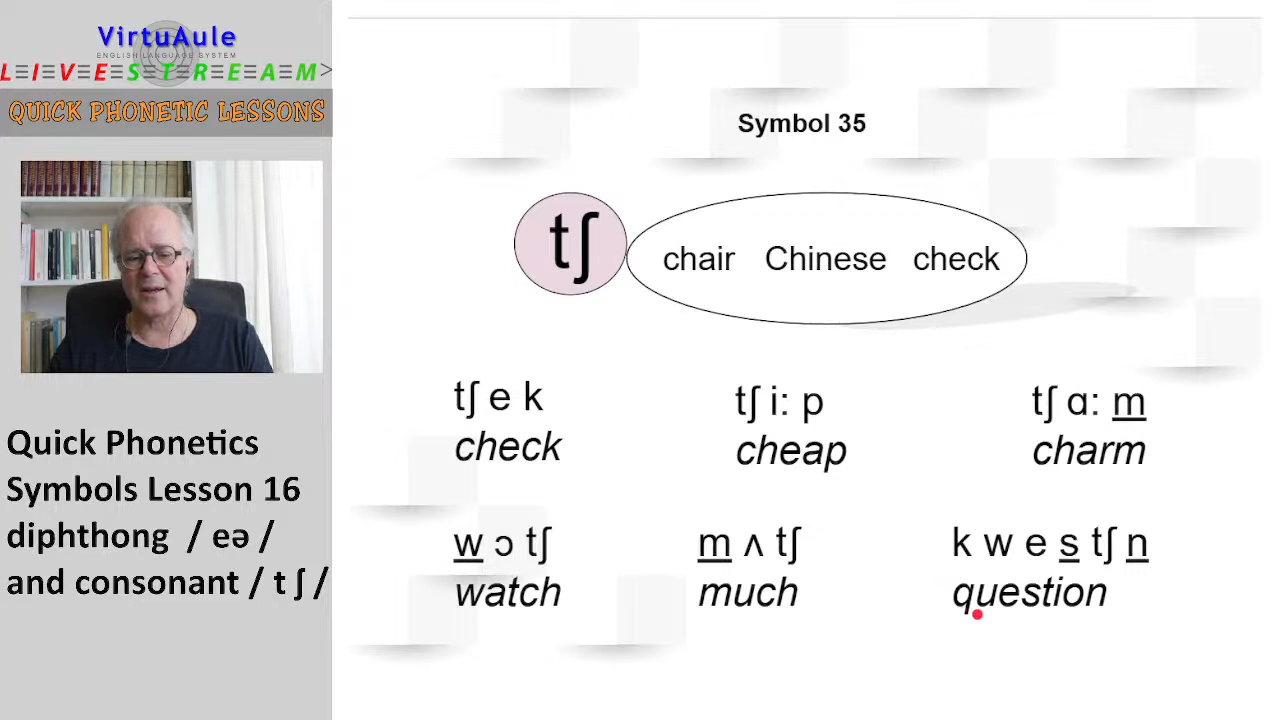 VirtuAule
ENGLISH LANGUAGE SYSTEM
L≡I≡V≡E≡S≡T≡R≡E≡A≡M>
QUICK PHONETIC LESSONS
Quick Phonetics
Symbols Lesson 16
diphthong / eə /
and consonant / t ʃ /
Symbol 35
tʃ
chair Chinese check
tʃ e k
check
tʃ i: p
cheap
tʃ ɑ: m
charm
w ɔ tʃ
watch
m ʌ tʃ
much
k w e s tʃ n
question